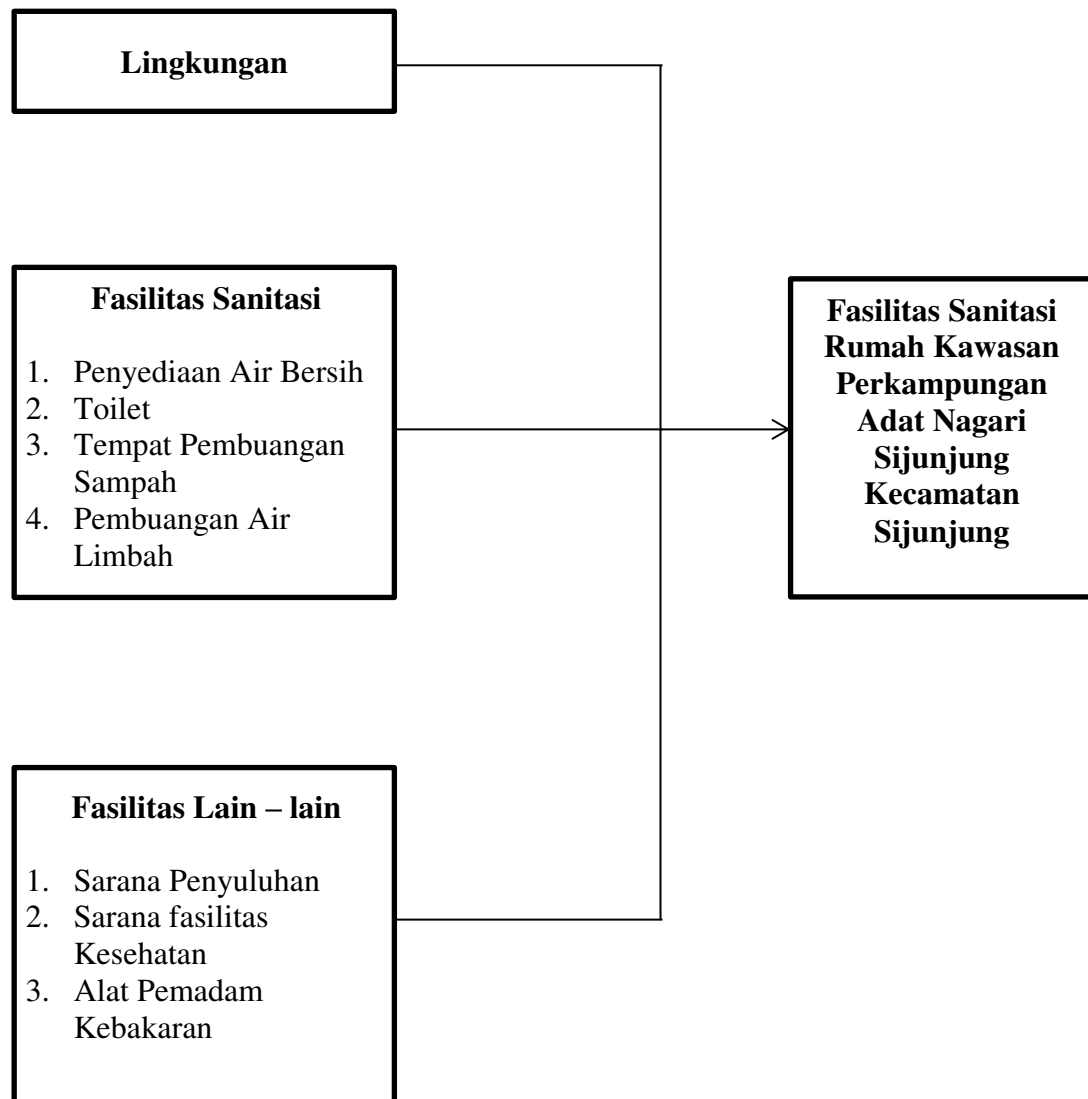 Lingkungan
Fasilitas Sanitasi
1. Penyediaan Air Bersih
2. Toilet
3. Tempat Pembuangan
Sampah
4. Pembuangan Air
Limbah
Fasilitas Lain – lain
1. Sarana Penyuluhan
2. Sarana fasilitas
Kesehatan
3. Alat Pemadam
Kebakaran
Fasilitas Sanitasi
Rumah Kawasan
Perkampungan
Adat Nagari
Sijunjung
Kecamatan
Sijunjung